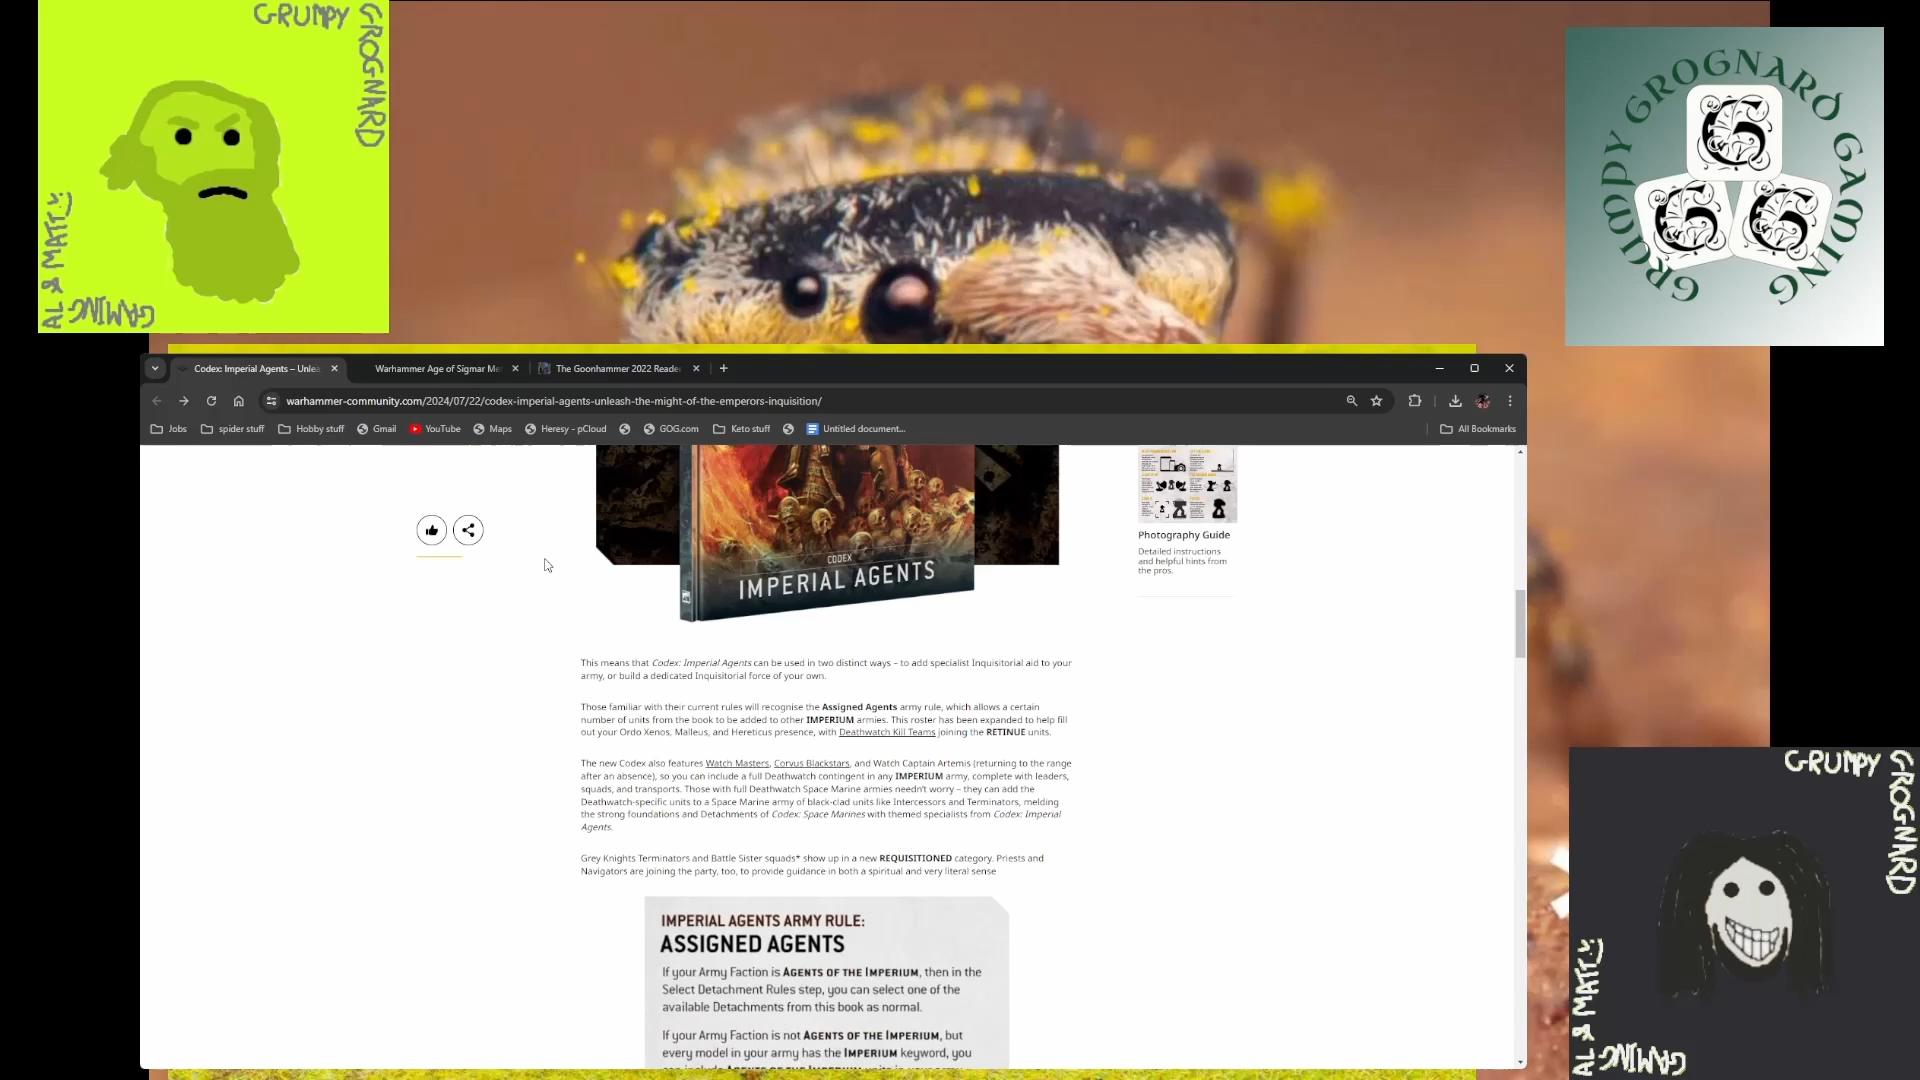 GRUMPY
GROGNARD
GAMING
AL & MATT
GRUMPY GROGNARD GAMING
G
G
G
Codex: Imperial Agents – Unlea
Warhammer Age of Sigmar Me
The Goonhammer 2022 Reade
warhammer-community.com/2024/07/22/codex-imperial-agents-unleash-the-might-of-the-emperors-inquisition/
Jobs
spider stuff
Hobby stuff
Gmail
YouTube
Maps
Heresy - pCloud
GOG.com
Keto stuff
Untitled document...
All Bookmarks
CODEX
IMPERIAL AGENTS
Photography Guide
Detailed instructions
and helpful hints from
the pros.
This means that Codex: Imperial Agents can be used in two distinct ways – to add specialist Inquisitorial aid to your
army, or build a dedicated Inquisitorial force of your own.
Those familiar with their current rules will recognise the Assigned Agents army rule, which allows a certain
number of units from the book to be added to other IMPERIUM armies. This roster has been expanded to help fill
out your Ordo Xenos, Malleus, and Hereticus presence, with Deathwatch Kill Teams joining the RETINUE units.
The new Codex also features Watch Masters, Corvus Blackstars, and Watch Captain Artemis (returning to the range
after an absence), so you can include a full Deathwatch contingent in any IMPERIUM army, complete with leaders,
squads, and transports. Those with full Deathwatch Space Marine armies needn't worry – they can add the
Deathwatch-specific units to a Space Marine army of black-clad units like Intercessors and Terminators, melding
the strong foundations and Detachments of Codex: Space Marines with themed specialists from Codex: Imperial
Agents.
Grey Knights Terminators and Battle Sister squads* show up in a new REQUISITIONED category. Priests and
Navigators are joining the party, too, to provide guidance in both a spiritual and very literal sense
IMPERIAL AGENTS ARMY RULE:
ASSIGNED AGENTS
If your Army Faction is AGENTS OF THE IMPERIUM, then in the
Select Detachment Rules step, you can select one of the
available Detachments from this book as normal.
If your Army Faction is not AGENTS OF THE IMPERIUM, but
every model in your army has the IMPERIUM keyword, you
can include AGENTS OF THE IMPERIUM units in your army
GRUMPY
GROGNARD
GAMING
AL & MATT